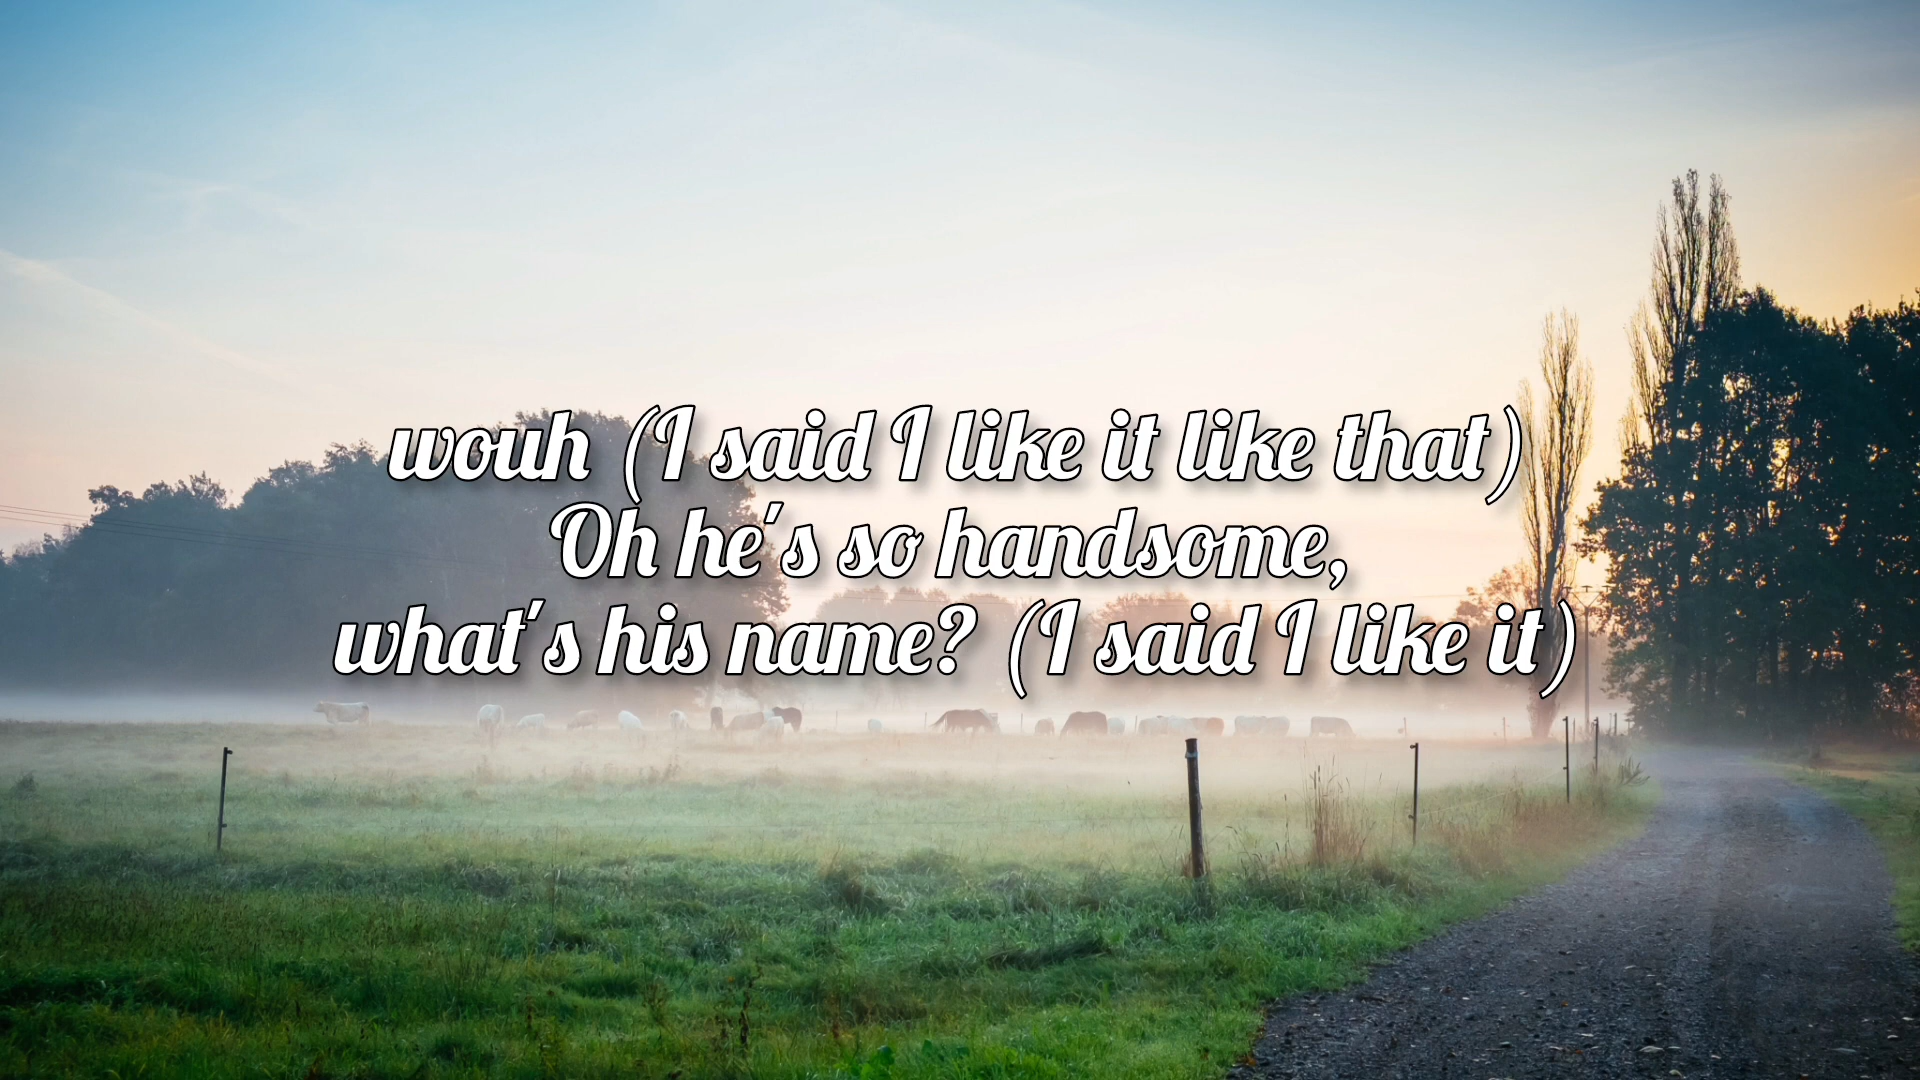 wouh (I said I like it like that)
Oh he's so handsome,
what's his name? (I said I like it)